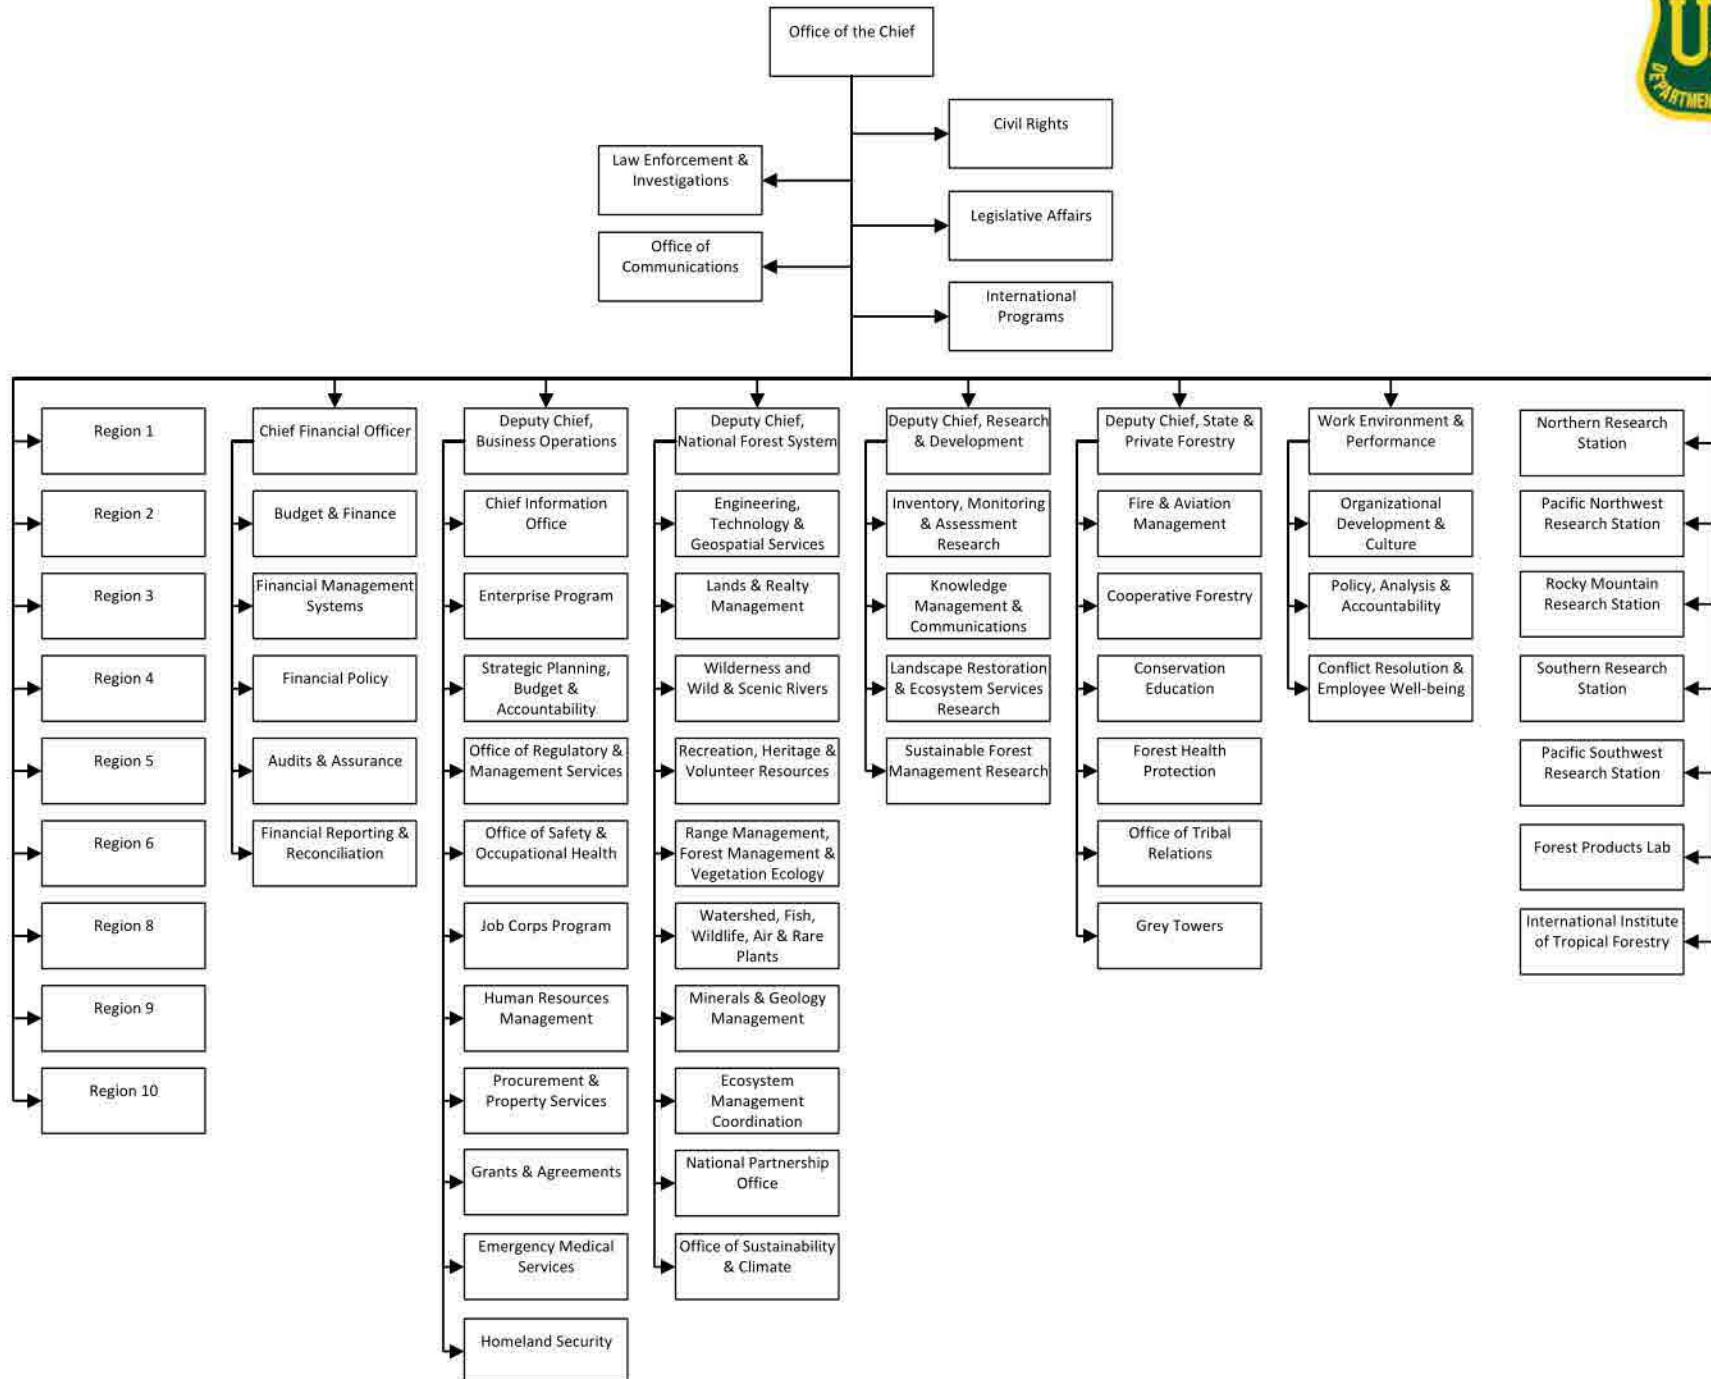 Office of the Chief
U
DEPARTMEN
Civil Rights
Law Enforcement &
Investigations
Legislative Affairs
Office of
Communications
International
Programs
Region 1
Region 2
Region 3
Region 4
Region 5
Region 6
Region 8
Region 9
Region 10
Chief Financial Officer
Budget & Finance
Financial Management
Systems
Financial Policy
Audits & Assurance
Financial Reporting &
Reconciliation
Deputy Chief,
Business Operations
Chief Information
Office
Enterprise Program
Strategic Planning,
Budget &
Accountability
Office of Regulatory &
Management Services
Office of Safety &
Occupational Health
Job Corps Program
Human Resources
Management
Procurement &
Property Services
Grants & Agreements
Emergency Medical
Services
Homeland Security
Deputy Chief,
National Forest System
Engineering,
Technology &
Geospatial Services
Lands & Realty
Management
Wilderness and
Wild & Scenic Rivers
Recreation, Heritage &
Volunteer Resources
Range Management,
Forest Management &
Vegetation Ecology
Watershed, Fish,
Wildlife, Air & Rare
Plants
Minerals & Geology
Management
Ecosystem
Management
Coordination
National Partnership
Office
Office of Sustainability
& Climate
Deputy Chief, Research
& Development
Inventory, Monitoring
& Assessment
Research
Knowledge
Management &
Communications
Landscape Restoration
& Ecosystem Services
Research
Sustainable Forest
Management Research
Deputy Chief, State &
Private Forestry
Fire & Aviation
Management
Cooperative Forestry
Conservation
Education
Forest Health
Protection
Office of Tribal
Relations
Grey Towers
Work Environment &
Performance
Organizational
Development &
Culture
Policy, Analysis &
Accountability
Conflict Resolution &
Employee Well-being
Northern Research
Station
Pacific Northwest
Research Station
Rocky Mountain
Research Station
Southern Research
Station
Pacific Southwest
Research Station
Forest Products Lab
International Institute
of Tropical Forestry